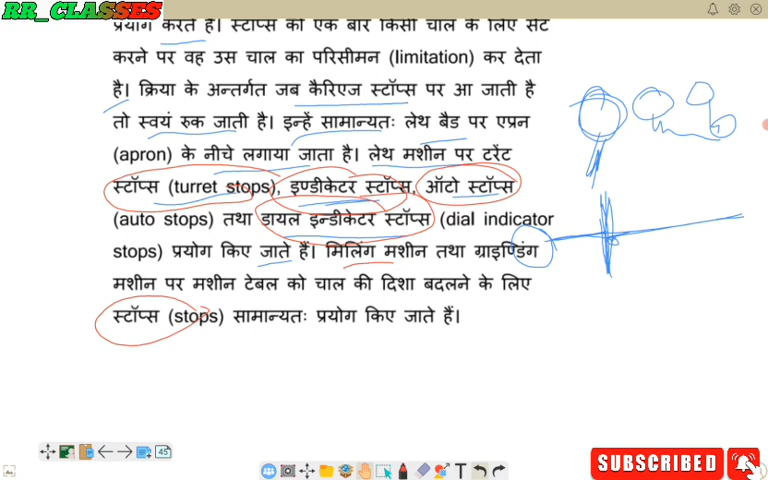 RR_CLASSES
प्रयोग करते हैं। स्टॉप्स को एक बार किसी चाल के लिए सेट
करने पर वह उस चाल का परिसीमन (limitation) कर देता
है। क्रिया के अन्तर्गत जब कैरिएज स्टॉप्स पर आ जाती है
तो स्वयं रुक जाती है। इन्हें सामान्यतः लेथ बैड पर एप्रन
(apron) के नीचे लगाया जाता है। लेथ मशीन पर टरेंट
स्टॉप्स (turret stops), इण्डीकेटर स्टॉप्स, ऑटो स्टॉप्स
(auto stops) तथा डायल इन्डीकेटर स्टॉप्स (dial indicator
stops) प्रयोग किए जाते हैं। मिलिंग मशीन तथा ग्राइण्डिंग
मशीन पर मशीन टेबल को चाल की दिशा बदलने के लिए
स्टॉप्स (stops) सामान्यतः प्रयोग किए जाते हैं।
45
T
SUBSCRIBED